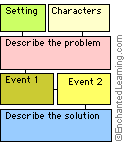 Setting
Characters
Describe the problem
Event 1
Event 2
Describe the solution
©EnchantedLearning.com